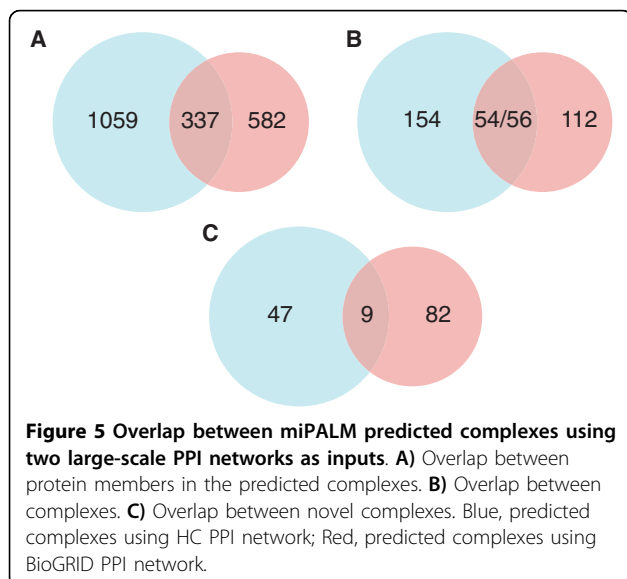 A
B
1059 337 582
154 54/56 112
C
47 9 82
Figure 5 Overlap between miPALM predicted complexes using
two large-scale PPI networks as inputs. A) Overlap between
protein members in the predicted complexes. B) Overlap between
complexes. C) Overlap between novel complexes. Blue, predicted
complexes using HC PPI network; Red, predicted complexes using
BioGRID PPI network.